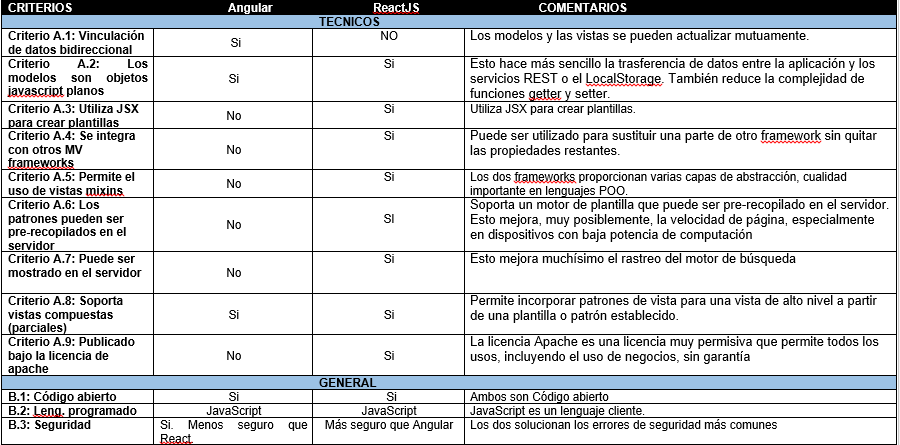 CRITERIOS Angular ReactJS COMENTARIOS
TECNICOS
Criterio A.1: Vinculación de datos bidireccional
Si
NO
Los modelos y las vistas se pueden actualizar mutuamente.
Criterio A.2: Los
modelos son objetos
javascript planos
Si
Si
Esto hace más sencillo la trasferencia de datos entre la aplicación y los
servicios REST o el LocalStorage. También reduce la complejidad de
funciones getter y setter.
Criterio A.3: Utiliza JSX
para crear plantillas
No
Si
Utiliza JSX para crear plantillas.
Criterio A.4: Se integra
con otros MV
frameworks
No
Si
Puede ser utilizado para sustituir una parte de otro framework sin quitar
las propiedades restantes.
Criterio A.5: Permite el
uso de vistas mixins
No
Si
Los dos frameworks proporcionan varias capas de abstracción, cualidad
importante en lenguajes POO.
Criterio A.6: Los
patrones pueden ser
pre-recopilados en el
servidor
No
SI
Soporta un motor de plantilla que puede ser pre-recopilado en el servidor.
Esto mejora, muy posiblemente, la velocidad de página, especialmente
en dispositivos con baja potencia de computación
Criterio A.7: Puede ser
mostrado en el servidor
No
Si
Esto mejora muchísimo el rastreo del motor de búsqueda
Criterio A.8: Soporta
vistas compuestas
(parciales)
Si
Si
Permite incorporar patrones de vista para una vista de alto nivel a partir
de una plantilla o patrón establecido.
Criterio A.9: Publicado
bajo la licencia de
apache
No
Si
La licencia Apache es una licencia muy permisiva que permite todos los
usos, incluyendo el uso de negocios, sin garantía
GENERAL
B.1: Código abierto
Si
Si
Ambos son Código abierto
B.2: Leng. programado
JavaScript
JavaScript
JavaScript es un lenguaje cliente.
B.3: Seguridad
Si. Menos seguro que
React.
Más seguro que Angular
Los dos solucionan los errores de seguridad más comunes